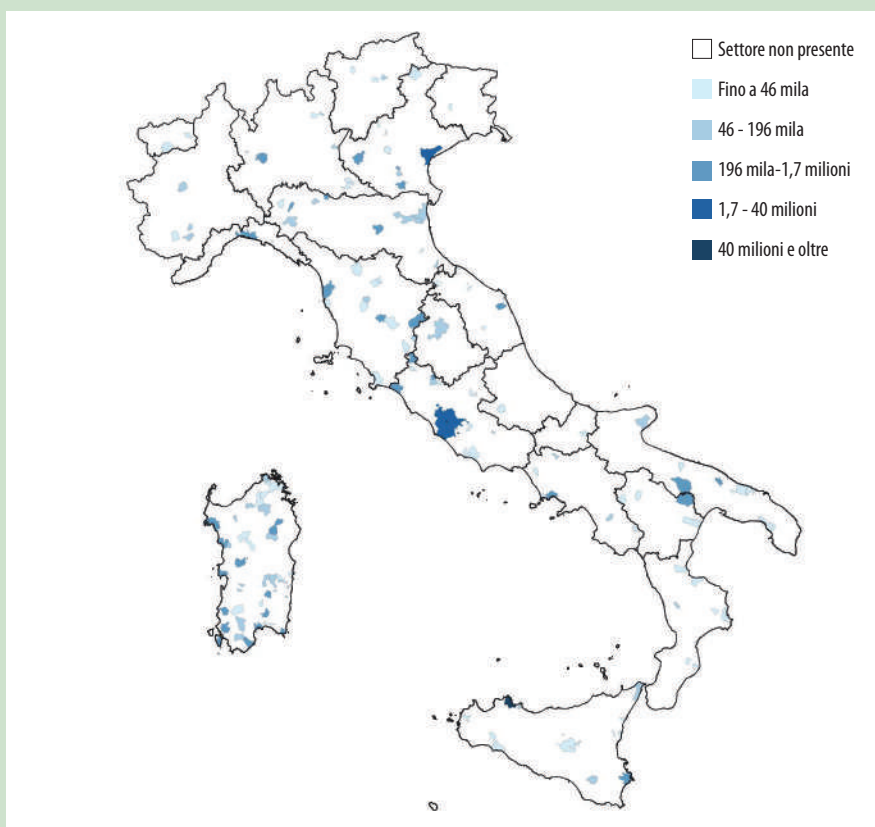 Settore non presente
Fino a 46 mila
46 - 196 mila
196 mila-1,7 milioni
1,7 - 40 milioni
40 milioni e oltre